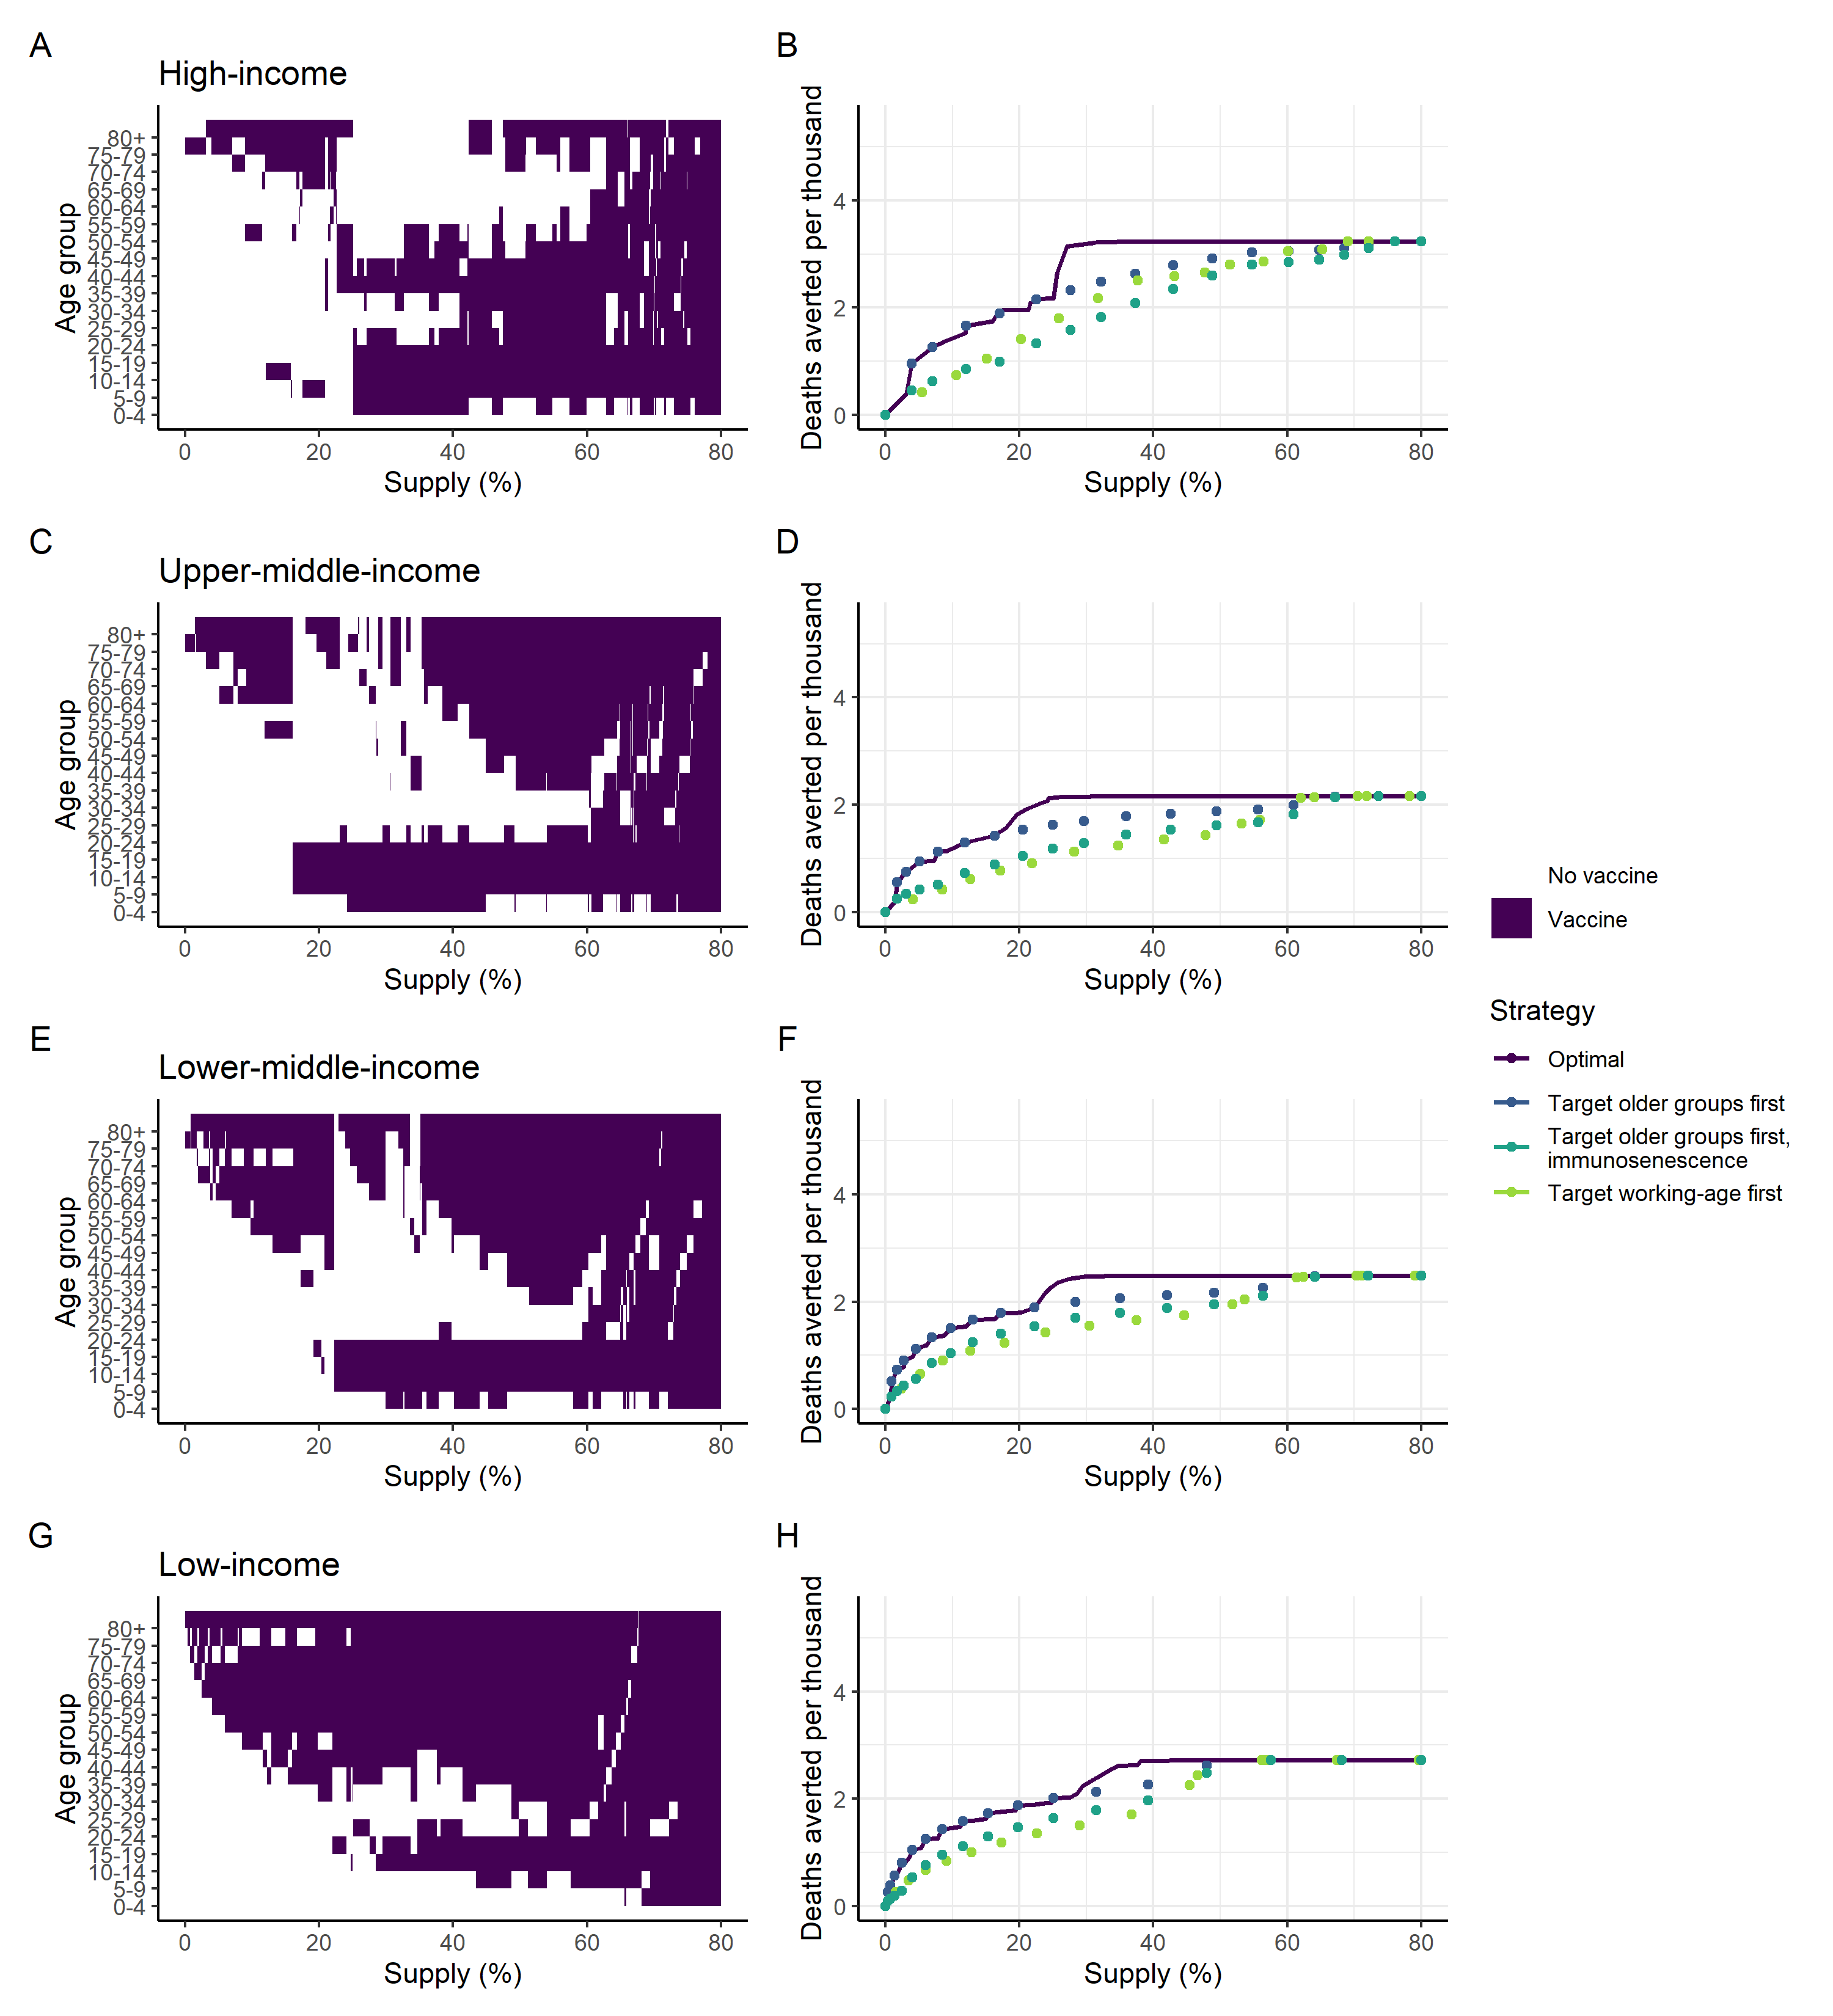 A
High-income
Age group
80+
75-79
70-74
65-69
60-64
55-59
50-54
45-49
40-44
35-39
30-34
25-29
20-24
15-19
10-14
5-9
0-4
0 20 40 60 80
Supply (%)
B
Deaths averted per thousand
4
2
0
0 20 40 60 80
Supply (%)
C
Upper-middle-income
Age group
80+
75-79
70-74
65-69
60-64
55-59
50-54
45-49
40-44
35-39
30-34
25-29
20-24
15-19
10-14
5-9
0-4
0 20 40 60 80
Supply (%)
D
Deaths averted per thousand
4
2
0
0 20 40 60 80
Supply (%)
E
Lower-middle-income
Age group
80+
75-79
70-74
65-69
60-64
55-59
50-54
45-49
40-44
35-39
30-34
25-29
20-24
15-19
10-14
5-9
0-4
0 20 40 60 80
Supply (%)
F
Deaths averted per thousand
4
2
0
0 20 40 60 80
Supply (%)
G
Low-income
Age group
80+
75-79
70-74
65-69
60-64
55-59
50-54
45-49
40-44
35-39
30-34
25-29
20-24
15-19
10-14
5-9
0-4
0 20 40 60 80
Supply (%)
H
Deaths averted per thousand
4
2
0
0 20 40 60 80
Supply (%)
No vaccine
Vaccine
Strategy
Optimal
Target older groups first
Target older groups first,
immunosenescence
Target working-age first